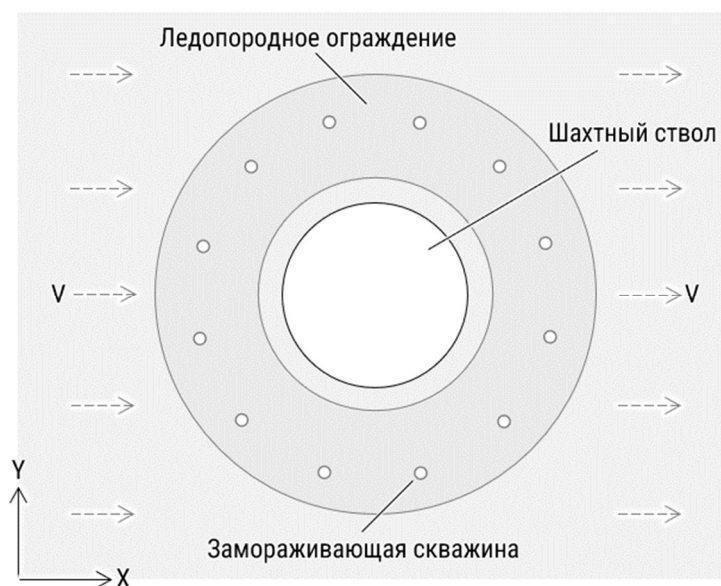 Ледопородное ограждение
Шахтный ствол
V
V
Y
Замораживающая скважина
X